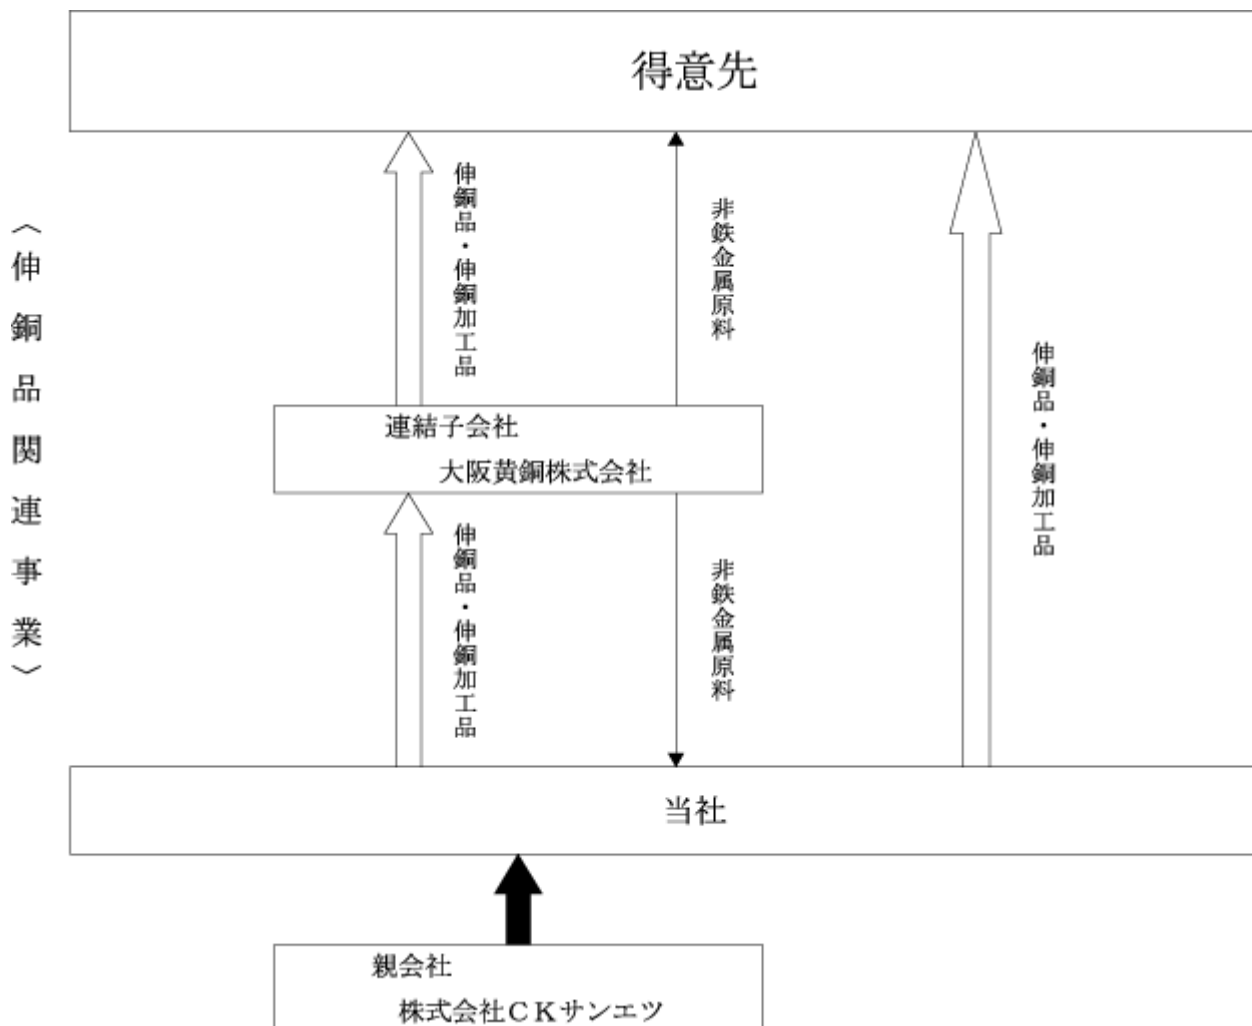 得意先
〈伸銅品関連事業〉
伸銅品・伸銅加工品
非鉄金属原料
伸銅品・伸銅加工品
連結子会社
大阪黄銅株式会社
伸銅品・伸銅加工品
非鉄金属原料
当社
親会社
株式会社ＣＫサンエツ